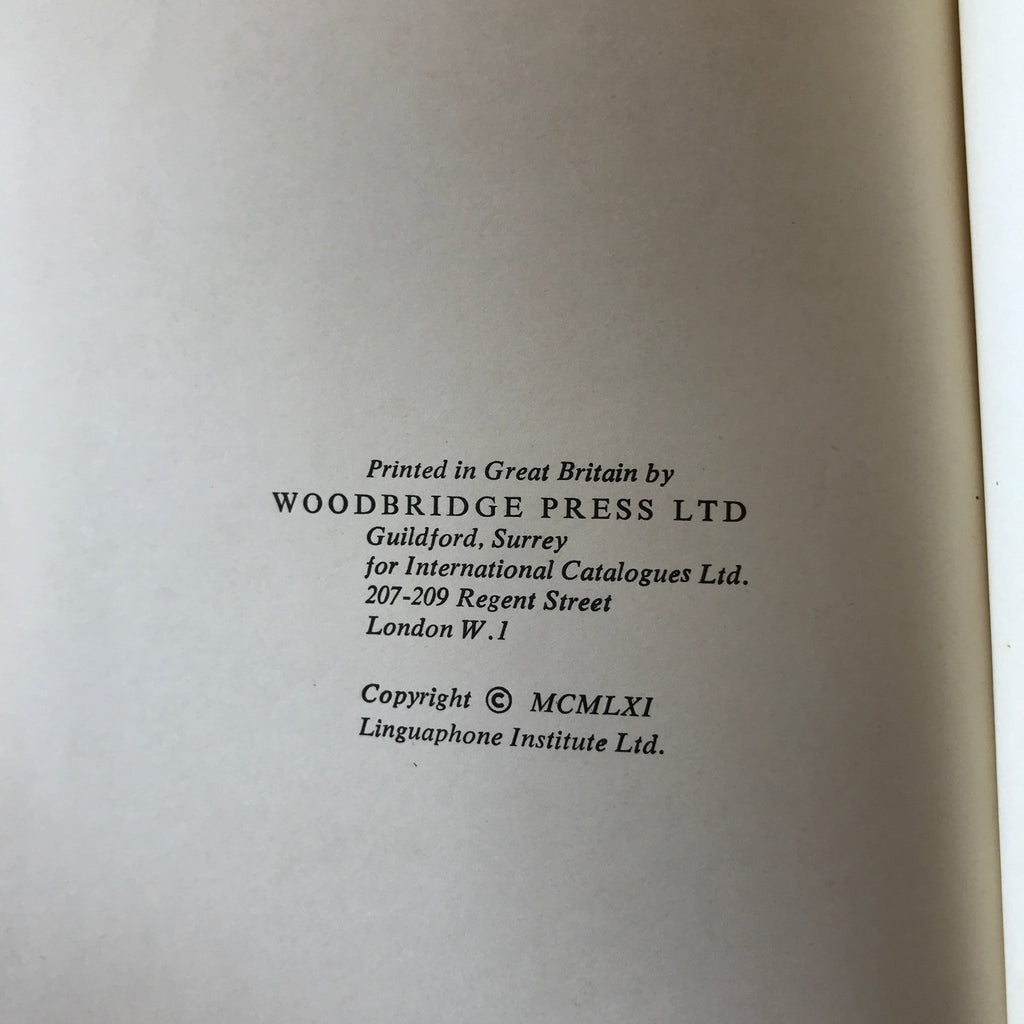 Printed in Great Britain by
WOODBRIDGE PRESS LTD
Guildford, Surrey
for International Catalogues Ltd.
207-209 Regent Street
London W.1
Copyright © MCMLXI
Linguaphone Institute Ltd.